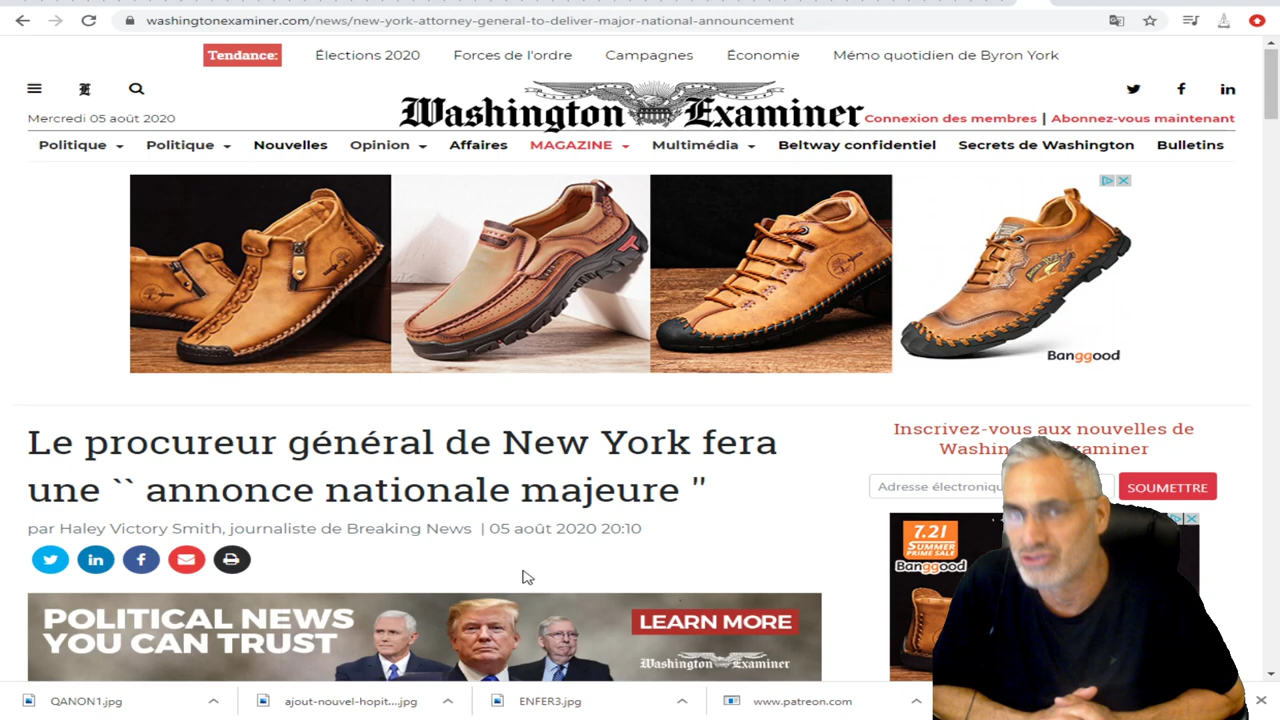 washingtonexaminer.com/news/new-york-attorney-general-to-deliver-major-national-announcement
Tendance: Élections 2020 Forces de l'ordre Campagnes Économie Mémo quotidien de Byron York
Washington Examiner
Mercredi 05 août 2020
Connexion des membres | Abonnez-vous maintenant
Politique Politique Nouvelles Opinion Affaires MAGAZINE Multimédia Beltway confidentiel Secrets de Washington Bulletins
Banggood
Le procureur général de New York fera
une `` annonce nationale majeure "
par Haley Victory Smith, journaliste de Breaking News | 05 août 2020 20:10
Inscrivez-vous aux nouvelles de
SOUMETTRE
7.21
SUMMER
PRIME SALE
Banggood
POLITICAL NEWS
YOU CAN TRUST
LEARN MORE
Washington Examiner
QANON1.jpg ajout-nouvel-hopit....jpg ENFER3.jpg www.patreon.com